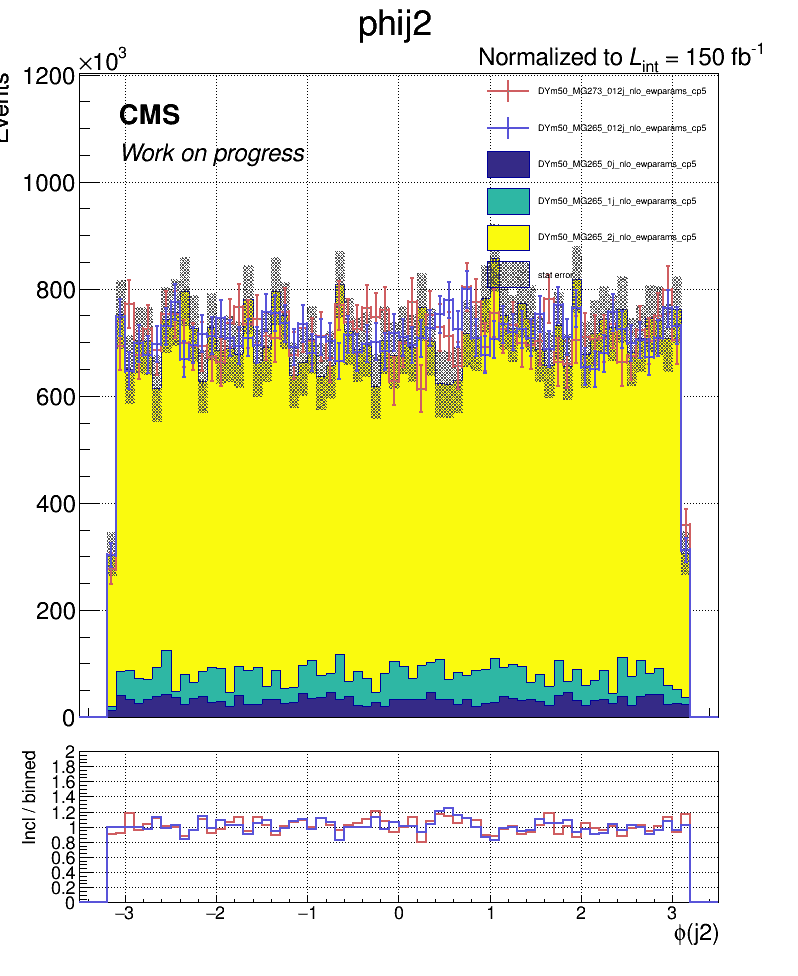 phij2
×10³
Normalized to Lint = 150 fb-1
Events
CMS
Work on progress
DYm50_MG273_012j_nlo_ewparams_cp5
DYm50_MG265_012j_nlo_ewparams_cp5
DYm50_MG265_0j_nlo_ewparams_cp5
DYm50_MG265_1j_nlo_ewparams_cp5
DYm50_MG265_2j_nlo_ewparams_cp5
stat error
1200
1000
800
600
400
200
0
Incl / binned
2
1.8
1.6
1.4
1.2
1
0.8
0.6
0.4
0.2
0
−3 −2 −1 0 1 2 3
ϕ(j2)